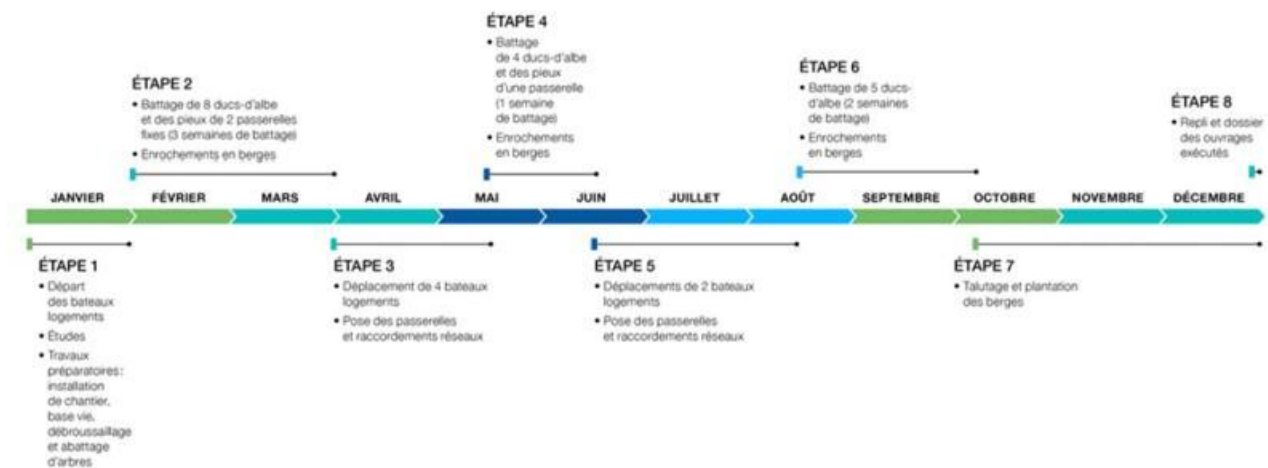 ÉTAPE 4
• Battage
de 4 ducs-d'albe
et des pieux
d'une passerelle
(1 semaine
de battage)
• Enrochements
en berges
ÉTAPE 2
• Battage de 8 ducs-d'albe
et des pieux de 2 passerelles
fixes (3 semaines de battage)
• Enrochements en berges
ÉTAPE 6
• Battage de 5 ducs-
d'albe (2 semaines
de battage)
• Enrochements
en berges
ÉTAPE 8
• Repli et dossier
des ouvrages
exécutés
JANVIER FÉVRIER MARS AVRIL MAI JUIN JUILLET AOÛT SEPTEMBRE OCTOBRE NOVEMBRE DÉCEMBRE
ÉTAPE 1
• Départ
des bateaux
logements
• Études
• Travaux
préparatoires :
installation
de chantier,
base vie,
débroussaillage
et abattage
d'arbres
ÉTAPE 3
• Déplacement de 4 bateaux
logements
• Pose des passerelles
et raccordements réseaux
ÉTAPE 5
• Déplacements de 2 bateaux
logements
• Pose des passerelles
et raccordements réseaux
ÉTAPE 7
• Talutage et plantation
des berges